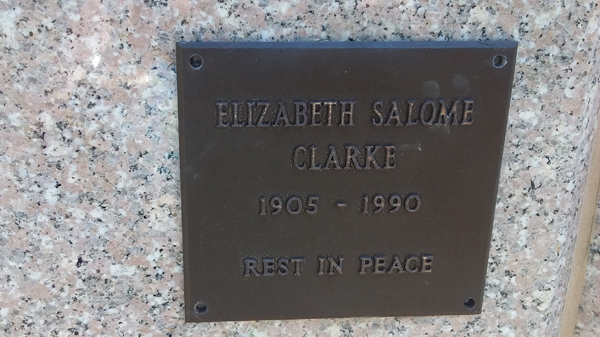 ELIZABETH SALOME
CLARKE
1905 - 1990
REST IN PEACE